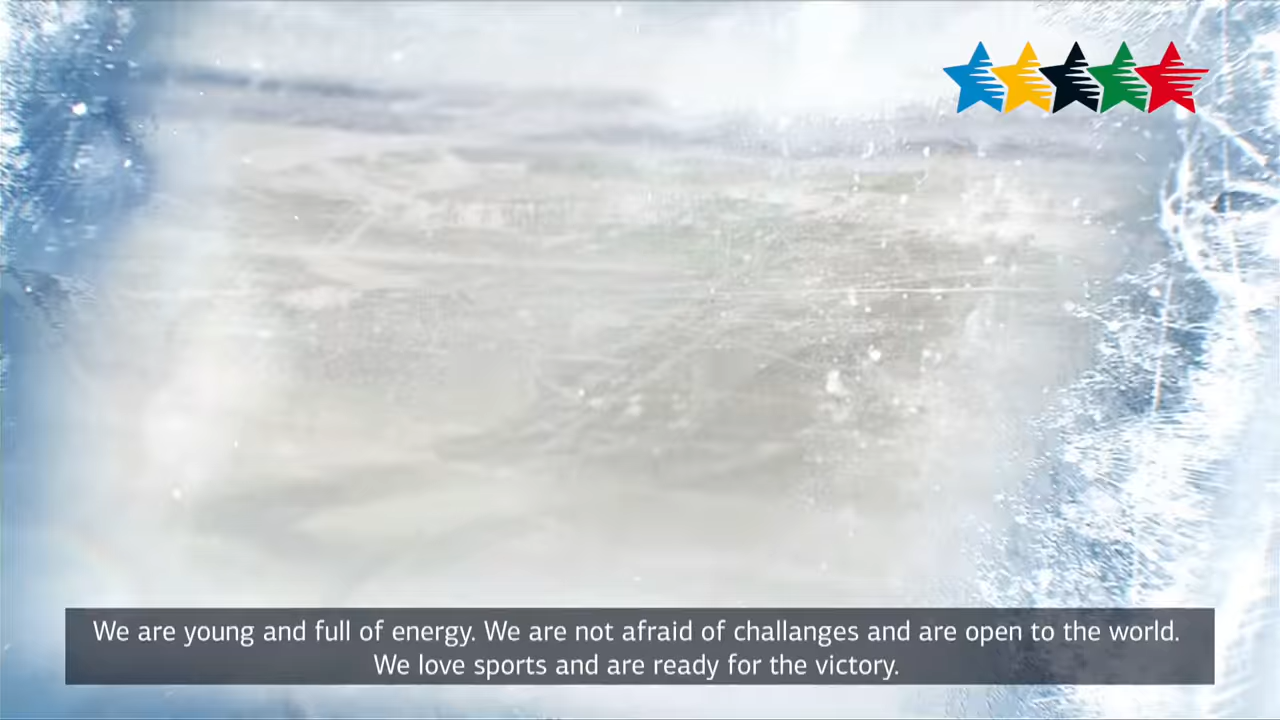 We are young and full of energy. We are not afraid of challanges and are open to the world.
We love sports and are ready for the victory.